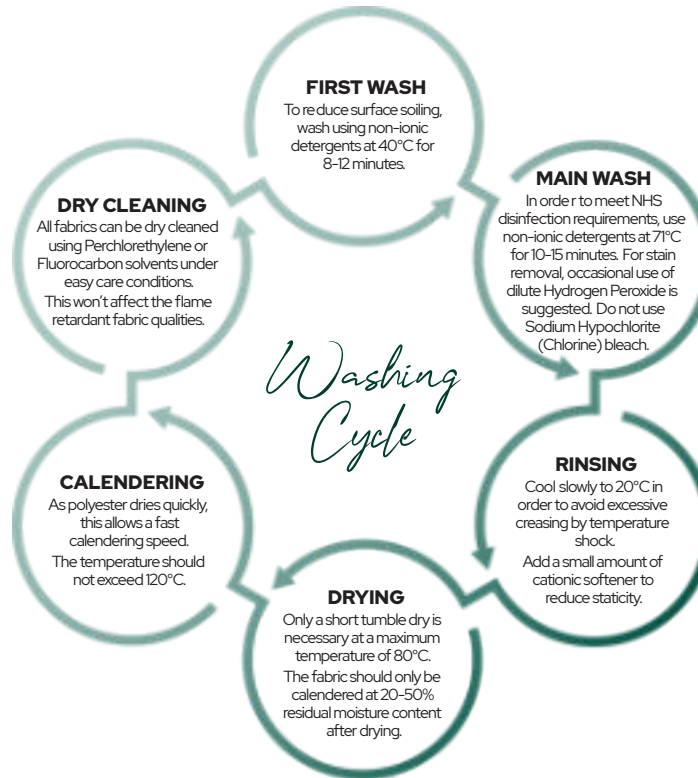 FIRST WASH
To reduce surface soiling,
wash using non-ionic
detergents at 40°C for
8-12 minutes.
MAIN WASH
In order to meet NHS
disinfection requirements, use
non-ionic detergents at 71°C
for 10-15 minutes. For stain
removal, occasional use of
dilute Hydrogen Peroxide is
suggested. Do not use
Sodium Hypochlorite
(Chlorine) bleach.
RINSING
Cool slowly to 20°C in
order to avoid excessive
creasing by temperature
shock.
Add a small amount of
cationic softener to
reduce staticity.
DRYING
Only a short tumble dry is
necessary at a maximum
temperature of 80°C.
The fabric should only be
calendered at 20-50%
residual moisture content
after drying.
CALENDERING
As polyester dries quickly,
this allows a fast
calendering speed.
The temperature should
not exceed 120°C.
DRY CLEANING
All fabrics can be dry cleaned
using Perchlorethylene or
Fluorocarbon solvents under
easy care conditions.
This won't affect the flame
retardant fabric qualities.
Washing
Cycle